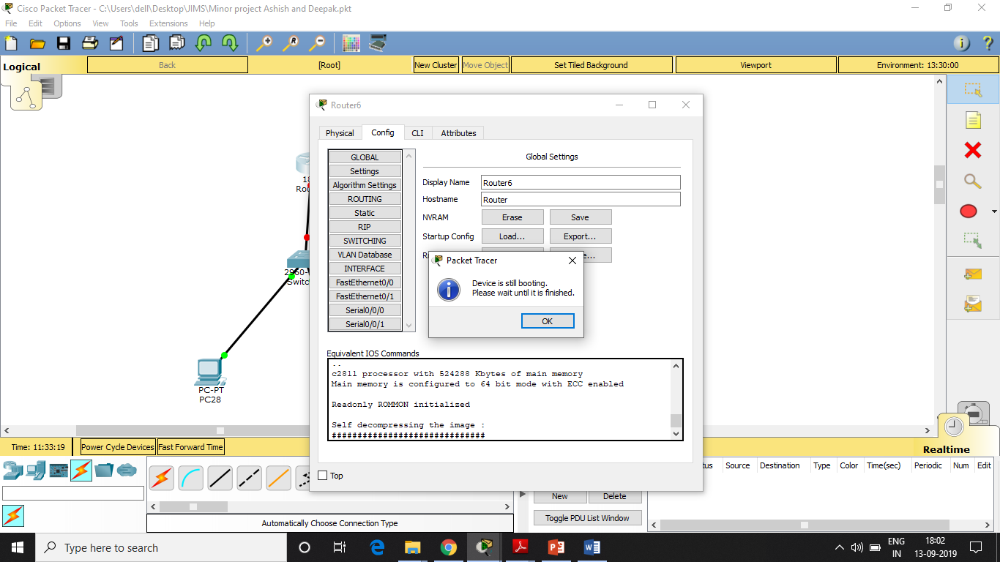 Cisco Packet Tracer - C:\Users\dell\Desktop\JIMS\Minor project Ashish and Deepak.pkt
File Edit Options View Tools Extensions Help
Logical
Back
[Root]
New Cluster
Move Object
Set Tiled Background
Viewport
Environment: 13:30:00
18
Rou
2960-
Switc
PC-PT
PC28
Router6
Physical Config CLI Attributes
GLOBAL
Settings
Algorithm Settings
ROUTING
Static
RIP
SWITCHING
VLAN Database
INTERFACE
FastEthernet0/0
FastEthernet0/1
Serial0/0/0
Serial0/0/1
Global Settings
Display Name Router6
Hostname Router
NVRAM Erase Save
Startup Config Load... Export...
Packet Tracer
Device is still booting.
Please wait until it is finished.
OK
Equivalent IOS Commands
..
c2811 processor with 524288 Kbytes of main memory
Main memory is configured to 64 bit mode with ECC enabled
Readonly ROMMON initialized
Self decompressing the image :
##############################
Top
Time: 11:33:19
Power Cycle Devices Fast Forward Time
Realtime
Automatically Choose Connection Type
New Delete
Toggle PDU List Window
tus Source Destination Type Color Time(sec) Periodic Num Edit
Type here to search
ENG
IN
18:02
13-09-2019